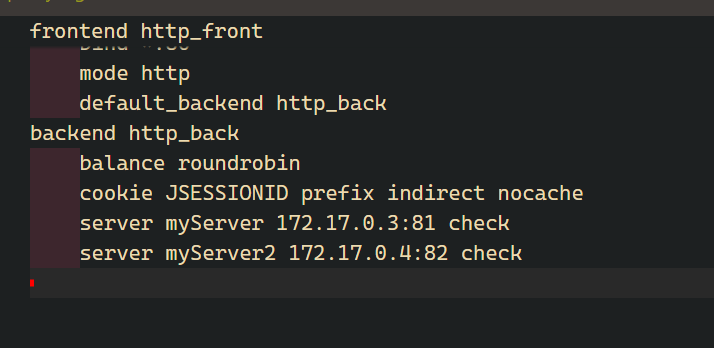 frontend http_front
mode http
default_backend http_back
backend http_back
balance roundrobin
cookie JSESSIONID prefix indirect nocache
server myServer 172.17.0.3:81 check
server myServer2 172.17.0.4:82 check